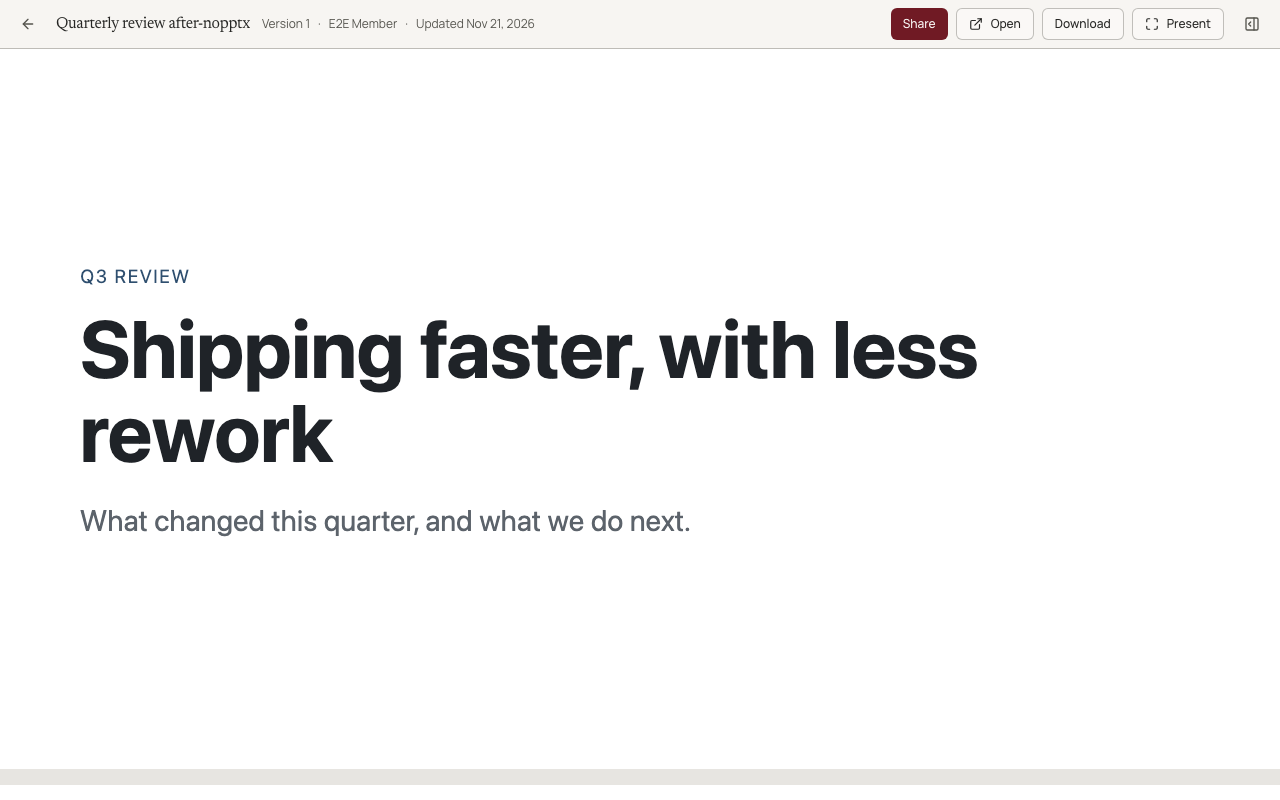 Quarterly review after-nopptx Version 1 · E2E Member · Updated Nov 21, 2026 Share Open Download Present
Q3 REVIEW
Shipping faster, with less
rework
What changed this quarter, and what we do next.